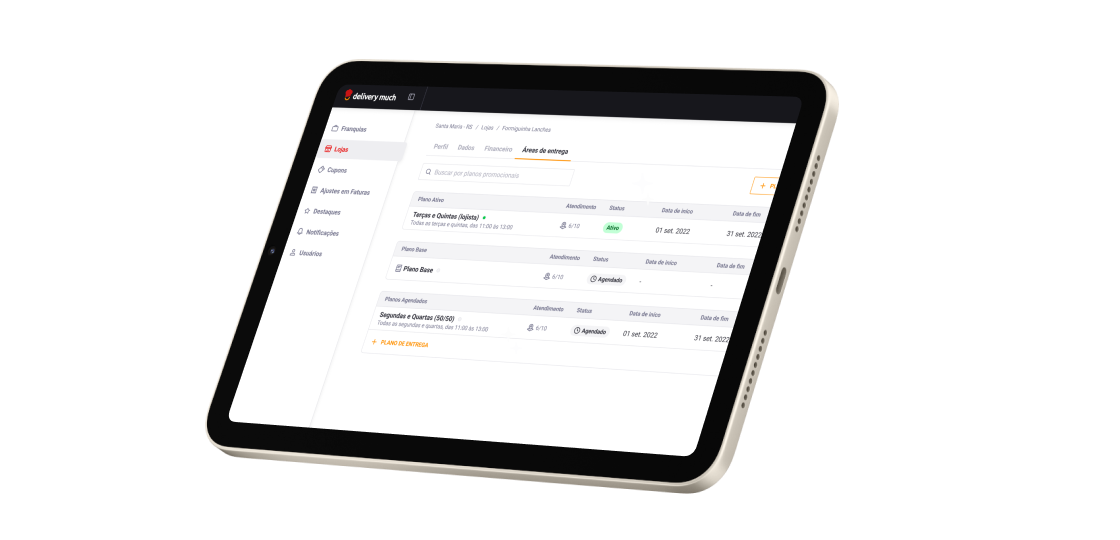 delivery much
Franquias
Lojas
Cupons
Ajustes em Faturas
Destaques
Notificações
Usuários
Santa Maria - RS / Lojas / Formiguinha Lanches
Perfil Dados Financeiro Áreas de entrega
Buscar por planos promocionais
Plano Ativo Atendimento Status Data de iníco Data de fim
Terças e Quintas (lojista) 6/10 Ativo 01 set. 2022 31 set. 2022
Todas as terças e quintas, das 11:00 às 13:00
Plano Base Atendimento Status Data de iníco Data de fim
Plano Base 6/10 Agendado - -
Planos Agendados Atendimento Status Data de iníco Data de fim
Segundas e Quartas (50/50) 6/10 Agendado 01 set. 2022 31 set. 2022
Todas as segundas e quartas, das 11:00 às 13:00
+ PLANO DE ENTREGA